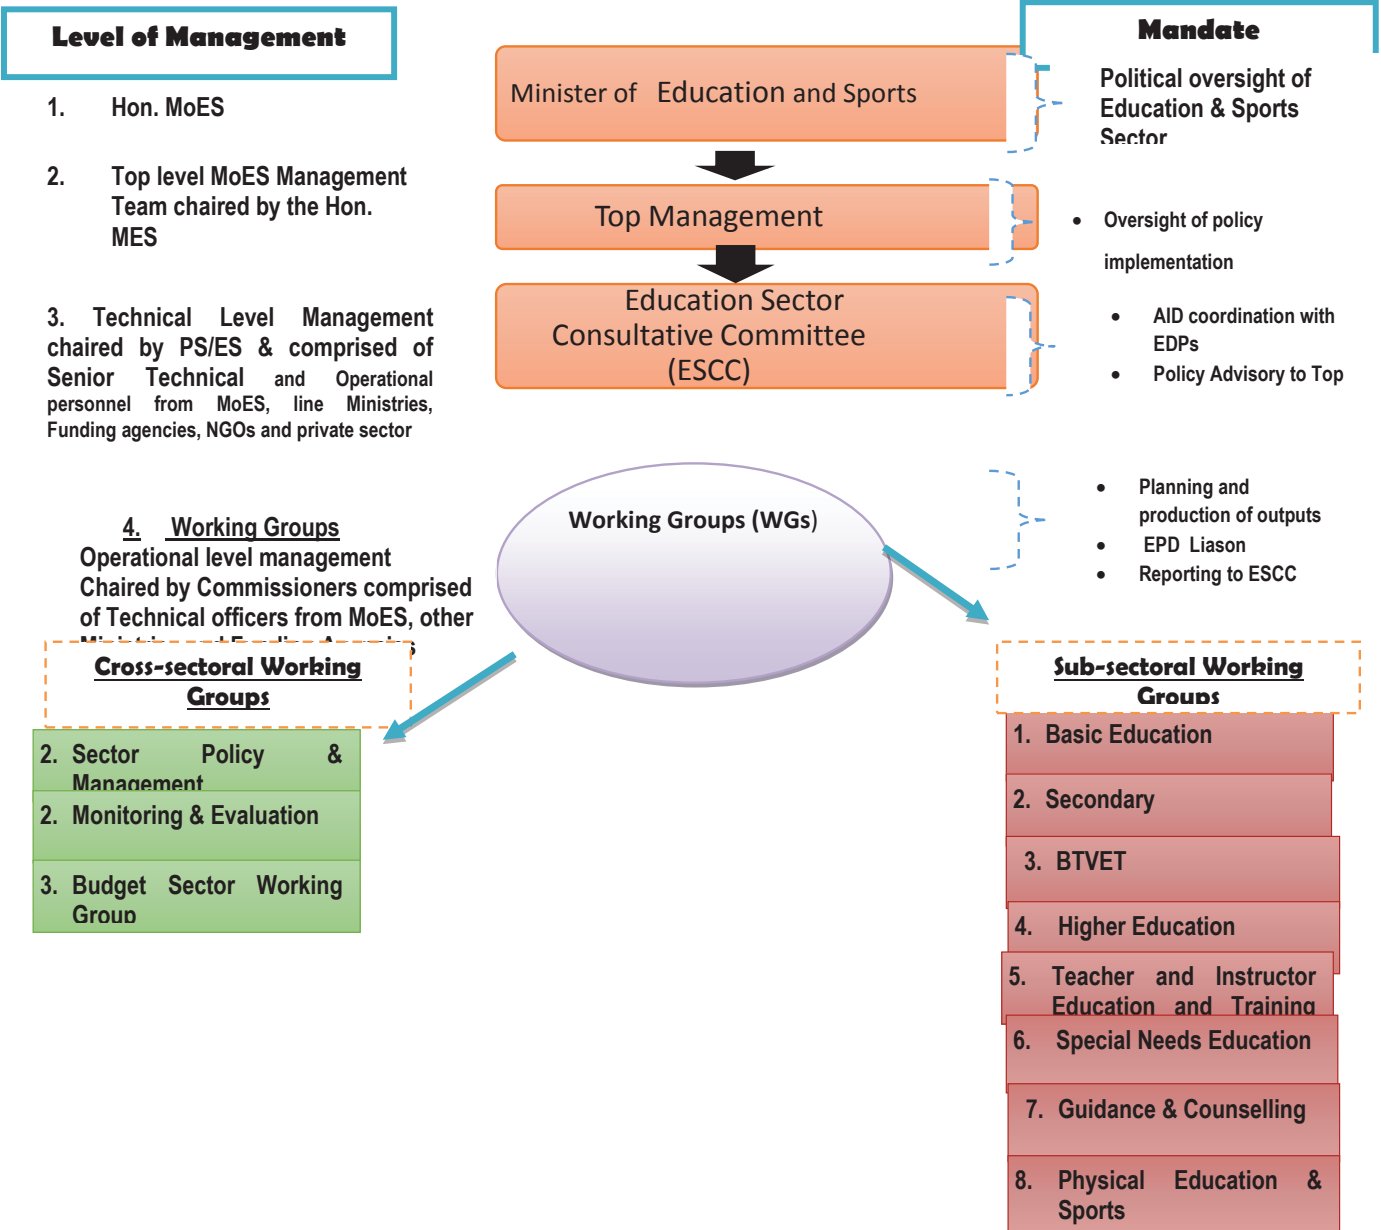 Level of Management
1. Hon. MoES
2. Top level MoES Management
Team chaired by the Hon.
MES
3. Technical Level Management
chaired by PS/ES & comprised of
Senior Technical and Operational
personnel from MoES, line Ministries,
Funding agencies, NGOs and private sector
4. Working Groups
Operational level management
Chaired by Commissioners comprised
of Technical officers from MoES, other
Ministries and Funding Agencies
Minister of Education and Sports
Top Management
Education Sector
Consultative Committee
(ESCC)
Working Groups (WGs)
Mandate
Political oversight of
Education & Sports
Sector
• Oversight of policy
implementation
• AID coordination with
EDPs
• Policy Advisory to Top
• Planning and
production of outputs
• EPD Liason
• Reporting to ESCC
Cross-sectoral Working
Groups
2. Sector Policy &
Management
2. Monitoring & Evaluation
3. Budget Sector Working
Group
Sub-sectoral Working
Groups
1. Basic Education
2. Secondary
3. BTVET
4. Higher Education
5. Teacher and Instructor
Education and Training
6. Special Needs Education
7. Guidance & Counselling
8. Physical Education &
Sports